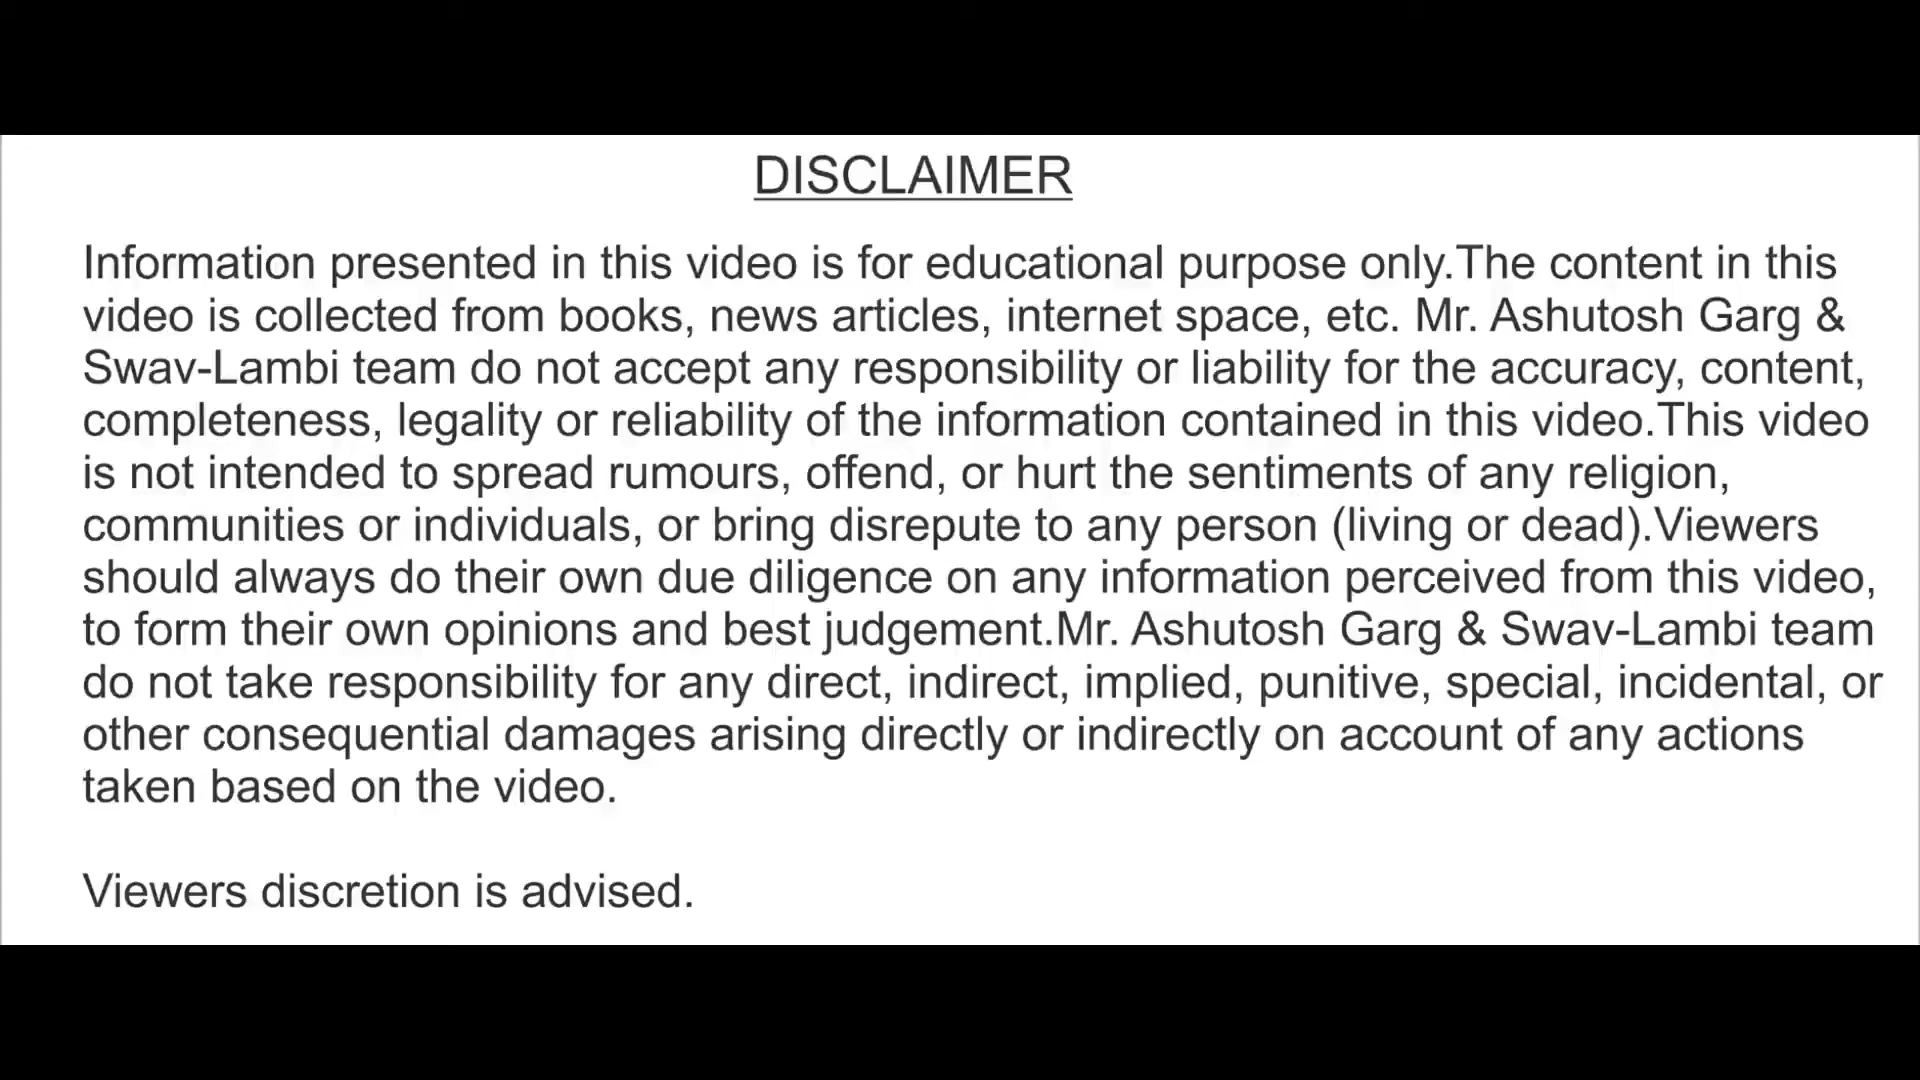 DISCLAIMER
Information presented in this video is for educational purpose only.The content in this
video is collected from books, news articles, internet space, etc. Mr. Ashutosh Garg &
Swav-Lambi team do not accept any responsibility or liability for the accuracy, content,
completeness, legality or reliability of the information contained in this video.This video
is not intended to spread rumours, offend, or hurt the sentiments of any religion,
communities or individuals, or bring disrepute to any person (living or dead).Viewers
should always do their own due diligence on any information perceived from this video,
to form their own opinions and best judgement.Mr. Ashutosh Garg & Swav-Lambi team
do not take responsibility for any direct, indirect, implied, punitive, special, incidental, or
other consequential damages arising directly or indirectly on account of any actions
taken based on the video.
Viewers discretion is advised.